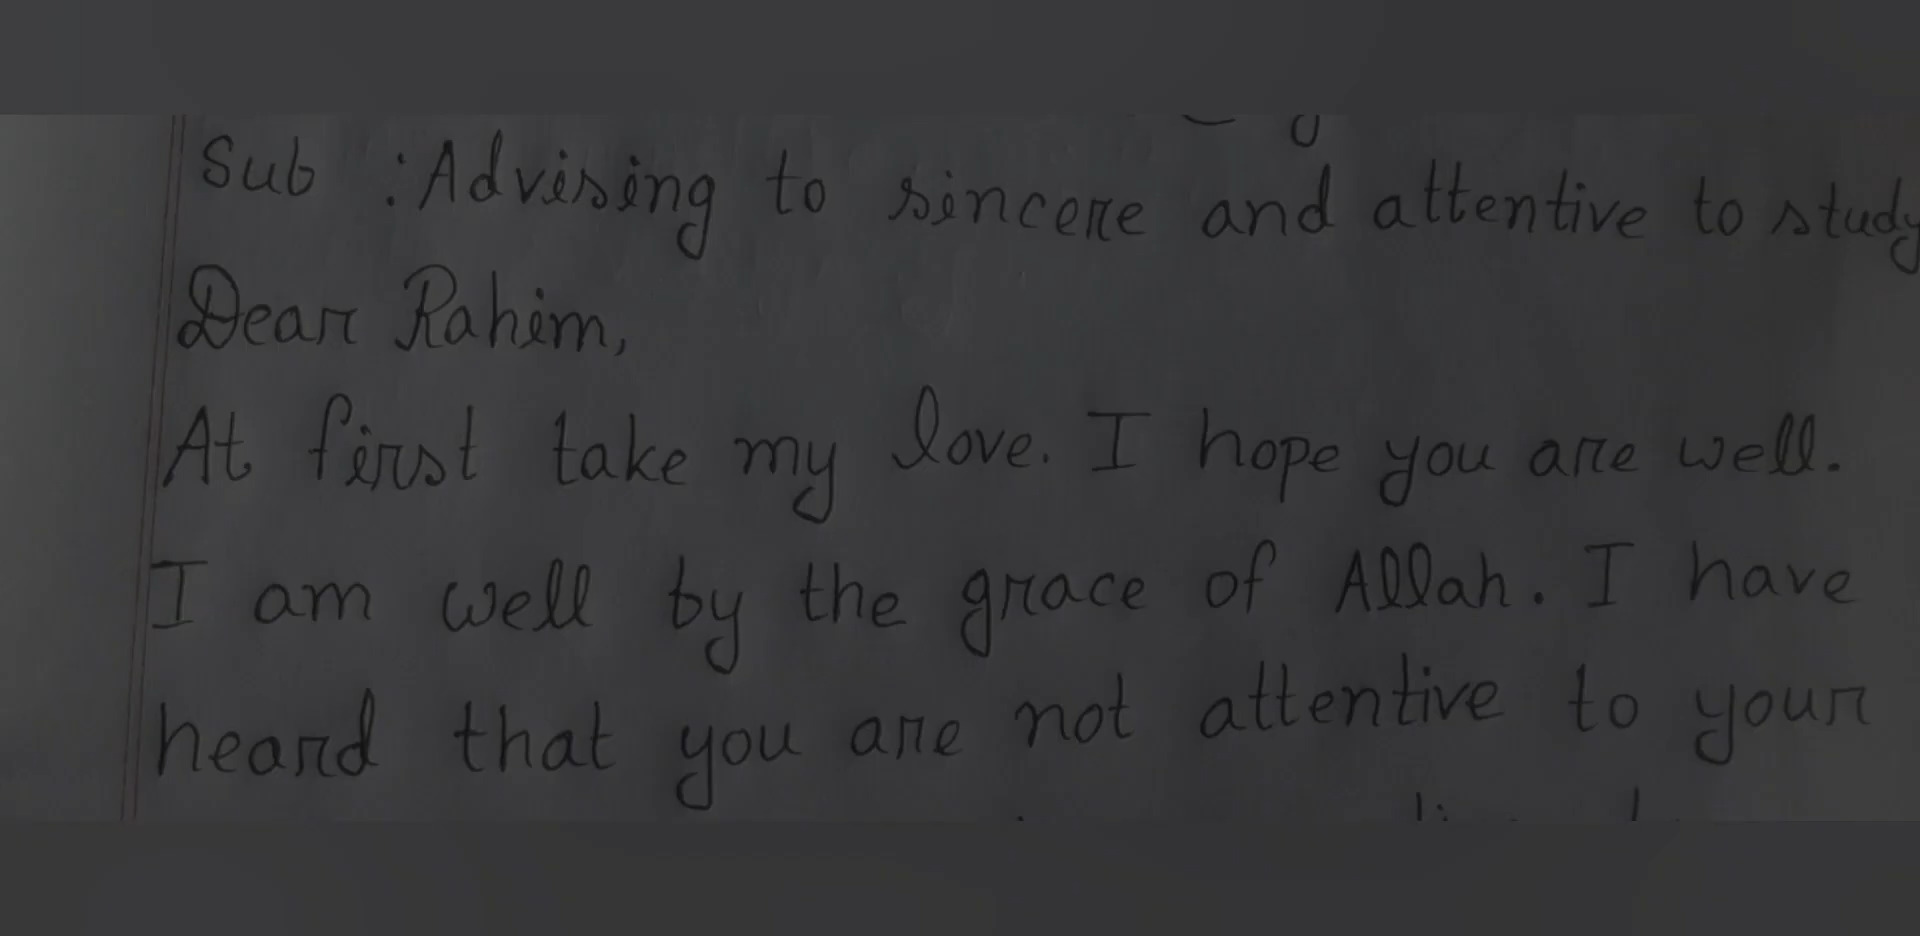 Sub : Advising to sincere and attentive to study
Dear Rahim,
At first take my love. I hope you are well.
I am well by the grace of Allah. I have
heard that you are not attentive to your